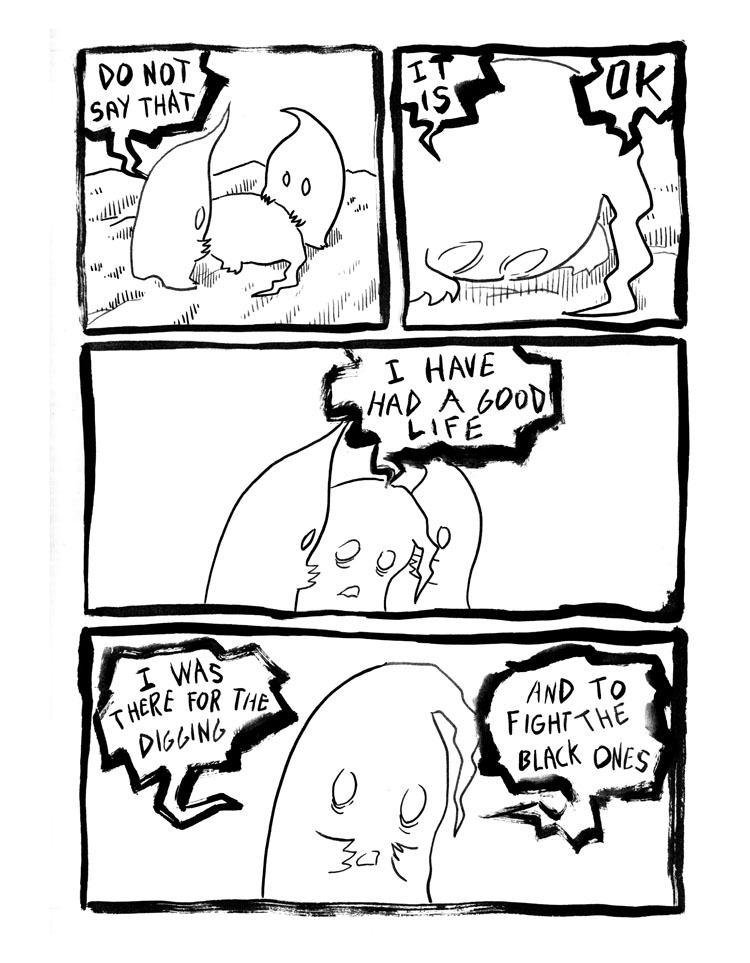 DO NOT
SAY THAT
IT
IS
OK
I HAVE
HAD A GOOD
LIFE
I WAS
THERE FOR THE
DIGGING
AND TO
FIGHT THE
BLACK ONES